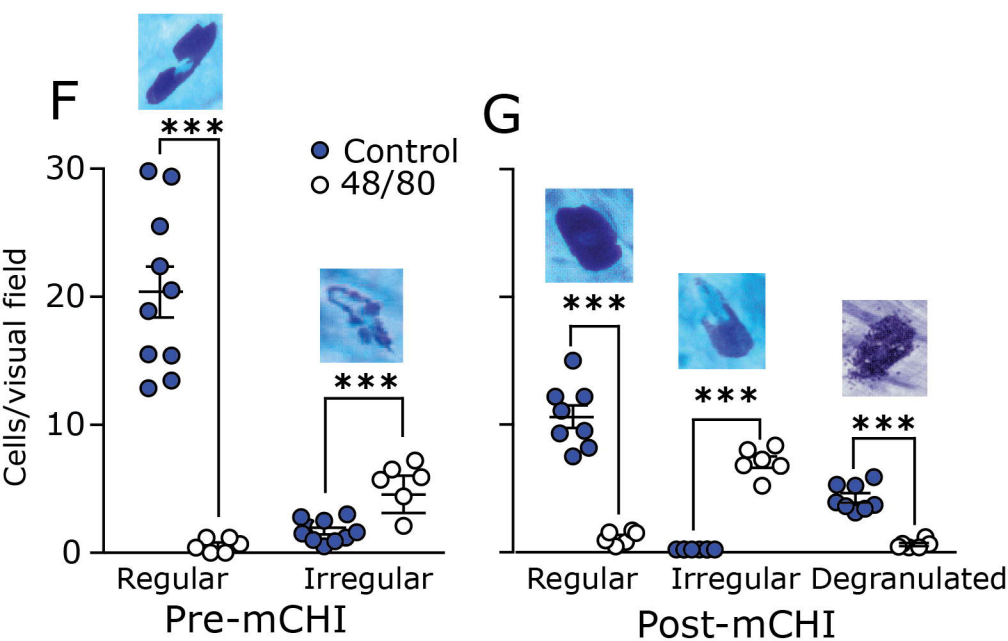 F
***
Control
48/80
30
20
10
0
Cells/visual field
***
Regular
Irregular
Pre-mCHI
G
***
***
***
Regular
Irregular
Degranulated
Post-mCHI